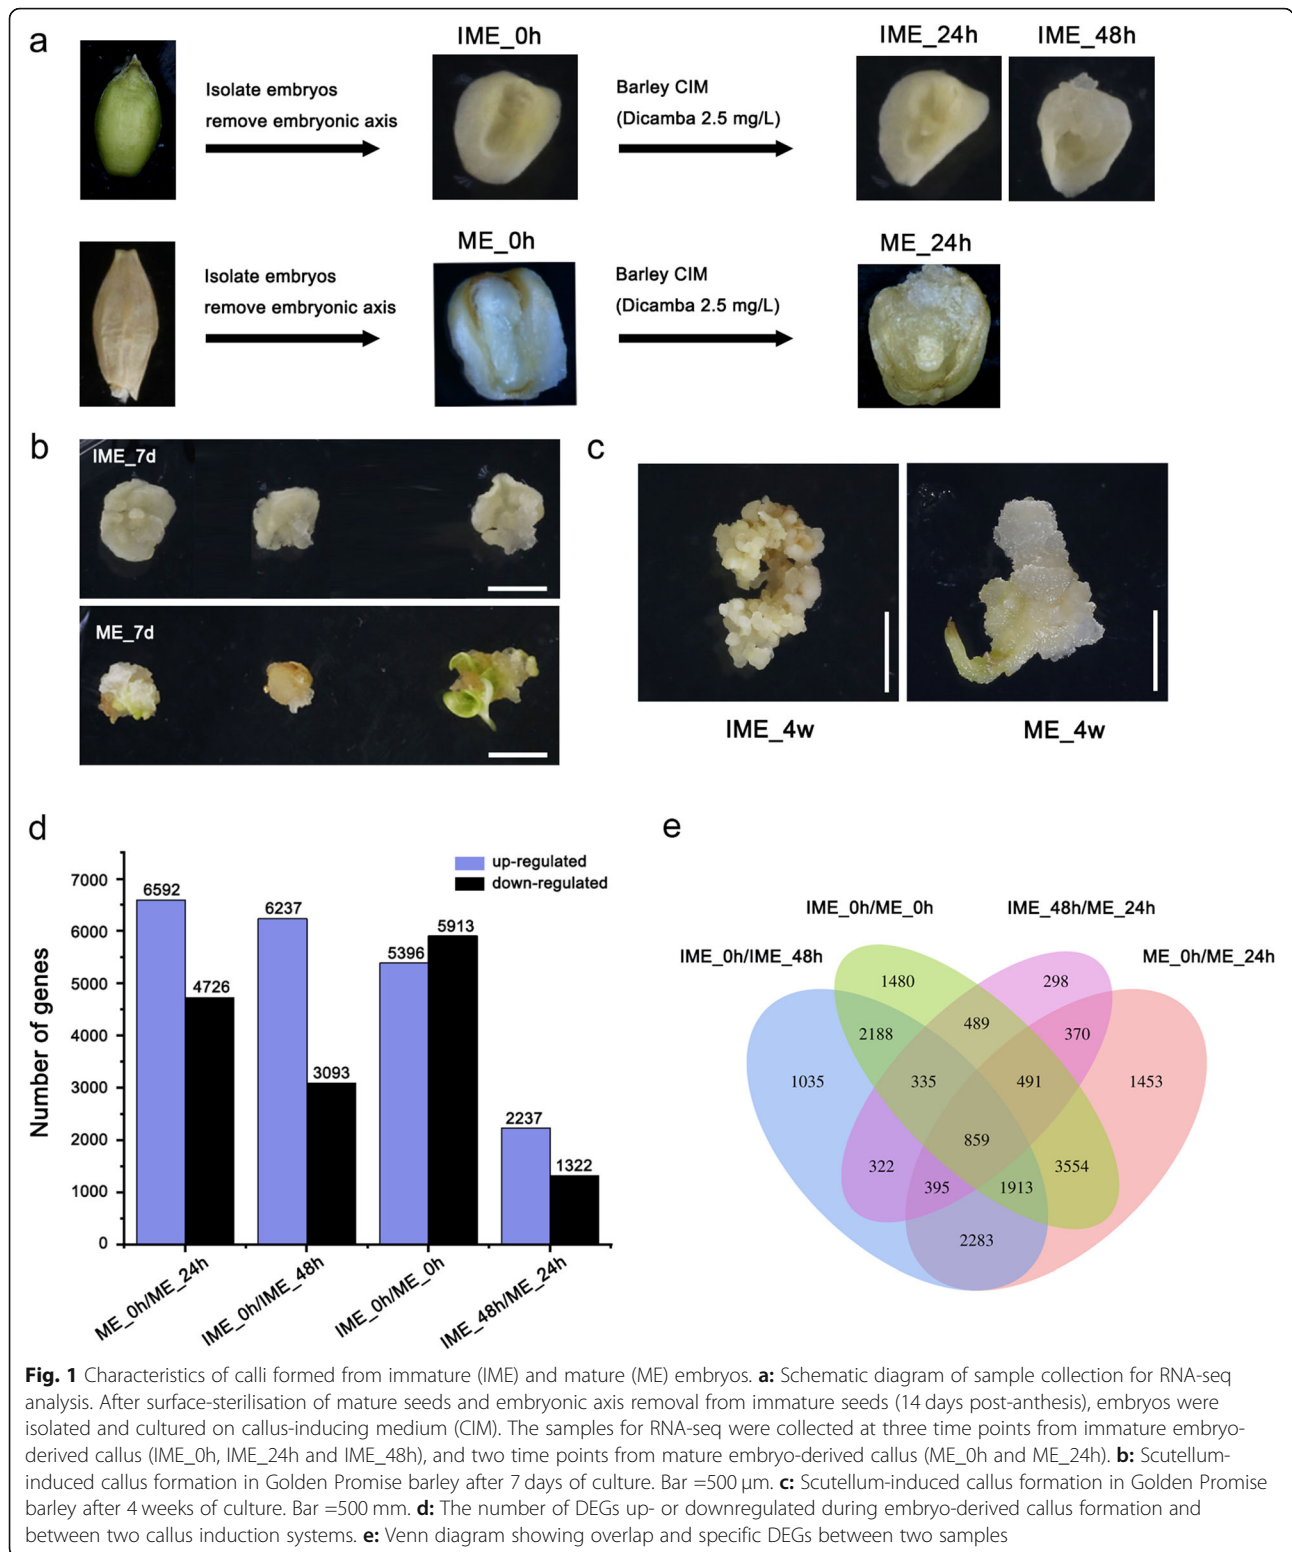 a
IME_0h
IME_24h
IME_48h
Isolate embryos
remove embryonic axis
Barley CIM
(Dicamba 2.5 mg/L)
ME_0h
ME_24h
Isolate embryos
remove embryonic axis
Barley CIM
(Dicamba 2.5 mg/L)
b
IME_7d
ME_7d
c
IME_4w
ME_4w
d
up-regulated
down-regulated
Number of genes
7000
6000
5000
4000
3000
2000
1000
0
6592
4726
6237
3093
5396
5913
2237
1322
ME_0h/ME_24h
IME_0h/IME_48h
IME_0h/ME_0h
IME_48h/ME_24h
e
IME_0h/ME_0h
IME_48h/ME_24h
IME_0h/IME_48h
ME_0h/ME_24h
1480
298
2188
489
370
1035
335
491
1453
859
322
3554
395
1913
2283
Fig. 1 Characteristics of calli formed from immature (IME) and mature (ME) embryos. a: Schematic diagram of sample collection for RNA-seq
analysis. After surface-sterilisation of mature seeds and embryonic axis removal from immature seeds (14 days post-anthesis), embryos were
isolated and cultured on callus-inducing medium (CIM). The samples for RNA-seq were collected at three time points from immature embryo-
derived callus (IME_0h, IME_24h and IME_48h), and two time points from mature embryo-derived callus (ME_0h and ME_24h). b: Scutellum-
induced callus formation in Golden Promise barley after 7 days of culture. Bar =500 μm. c: Scutellum-induced callus formation in Golden Promise
barley after 4 weeks of culture. Bar =500 mm. d: The number of DEGs up- or downregulated during embryo-derived callus formation and
between two callus induction systems. e: Venn diagram showing overlap and specific DEGs between two samples